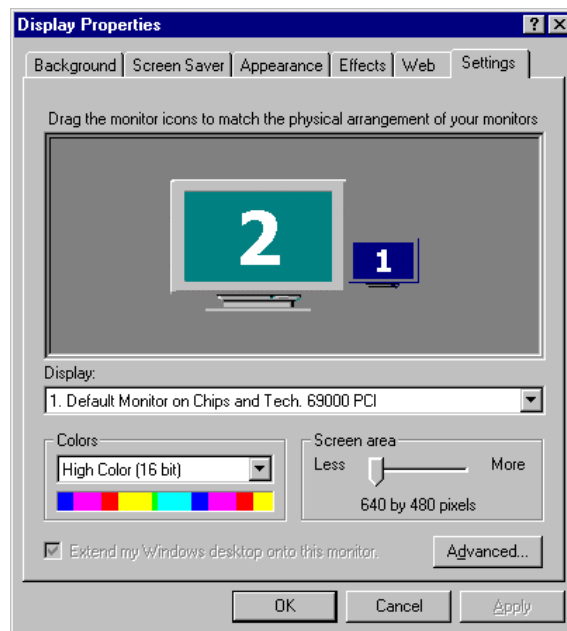 Display Properties
Background Screen Saver Appearance Effects Web Settings
Drag the monitor icons to match the physical arrangement of your monitors
2
1
Display:
1. Default Monitor on Chips and Tech. 69000 PCI
Colors
Screen area
High Color (16 bit)
Less More
640 by 480 pixels
Extend my Windows desktop onto this monitor.
Advanced...
OK Cancel Apply